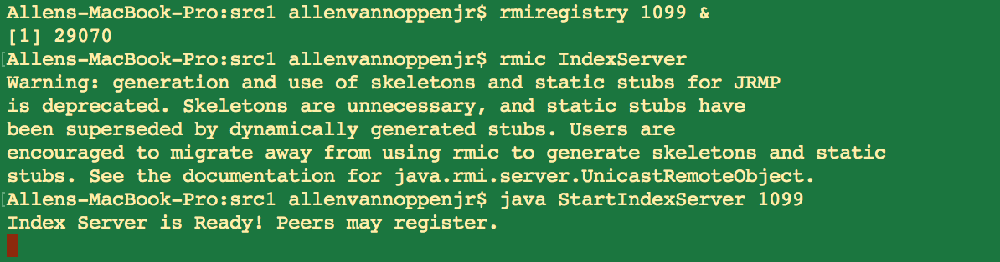 Allens-MacBook-Pro:src1 allenvannoppenjr$ rmiregistry 1099 &
[1] 29070
[Allens-MacBook-Pro:src1 allenvannoppenjr$ rmic IndexServer
Warning: generation and use of skeletons and static stubs for JRMP
is deprecated. Skeletons are unnecessary, and static stubs have
been superseded by dynamically generated stubs. Users are
encouraged to migrate away from using rmic to generate skeletons and static
stubs. See the documentation for java.rmi.server.UnicastRemoteObject.
[Allens-MacBook-Pro:src1 allenvannoppenjr$ java StartIndexServer 1099
Index Server is Ready! Peers may register.